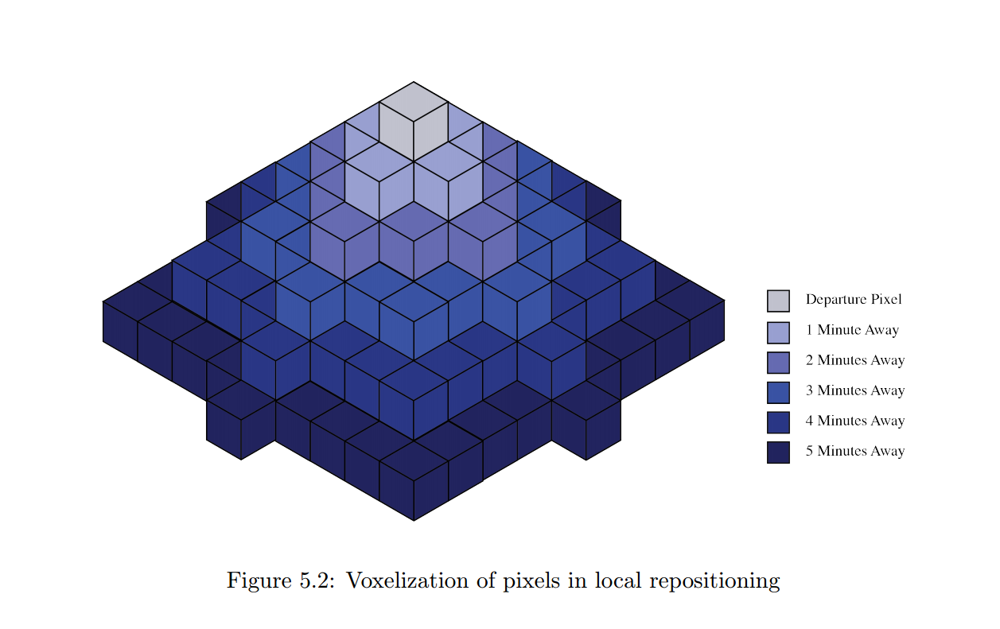 Departure Pixel
1 Minute Away
2 Minutes Away
3 Minutes Away
4 Minutes Away
5 Minutes Away
Figure 5.2: Voxelization of pixels in local repositioning